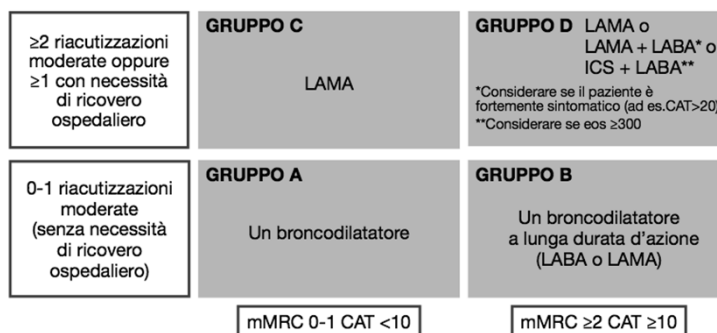 ≥2 riacutizzazioni
moderate oppure
≥1 con necessità
di ricovero
ospedaliero
GRUPPO C
LAMA
GRUPPO D LAMA o
LAMA + LABA* o
ICS + LABA**
*Considerare se il paziente è
fortemente sintomatico (ad es.CAT>20)
**Considerare se eos ≥300
0-1 riacutizzazioni
moderate
(senza necessità
di ricovero
ospedaliero)
GRUPPO A
Un broncodilatatore
GRUPPO B
Un broncodilatatore
a lunga durata d'azione
(LABA o LAMA)
mMRC 0-1 CAT <10
mMRC ≥2 CAT ≥10